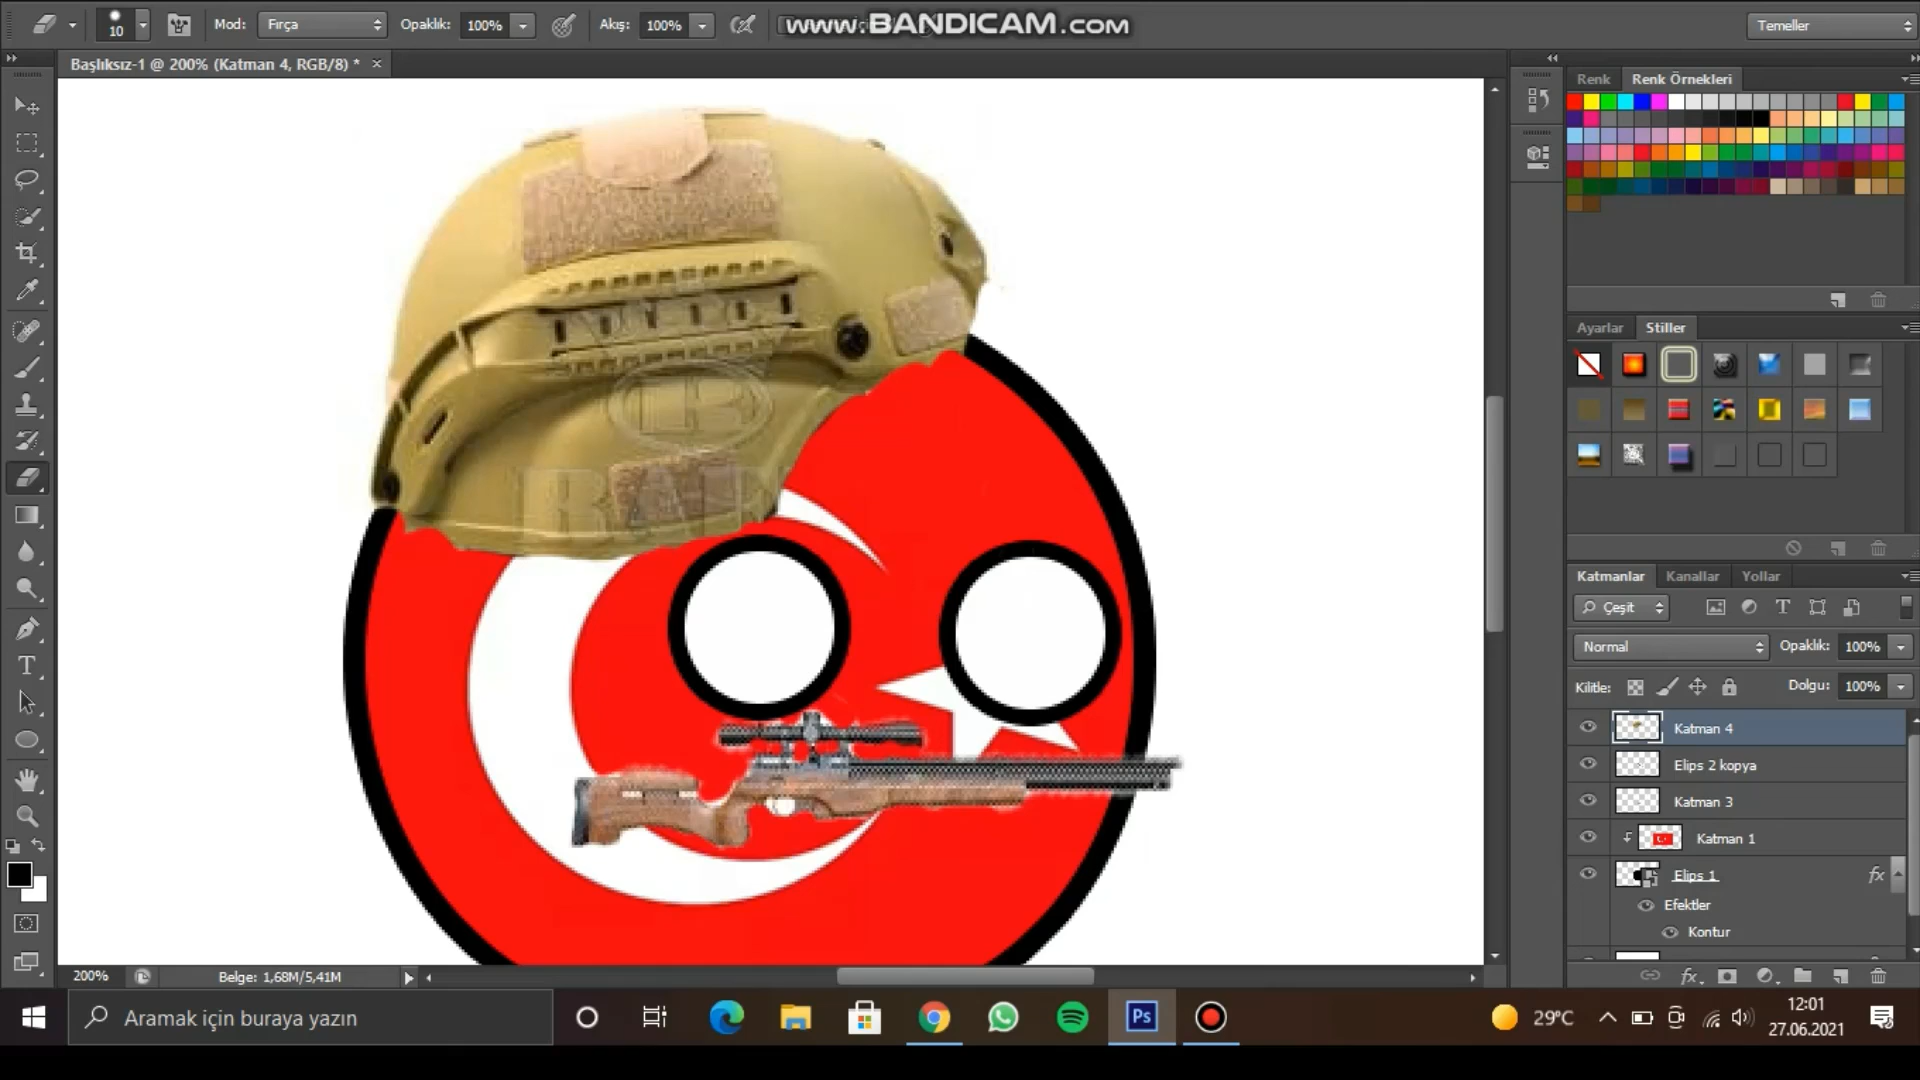 10
Mod:
Fırça
Opaklık:
100%
Akış:
100%
www.BANDICAM.com
Temeller
Başlıksız-1 @ 200% (Katman 4, RGB/8) *
Renk
Renk Örnekleri
Ayarlar
Stiller
Katmanlar
Kanallar
Yollar
Çeşit
Normal
Opaklık:
100%
Kilitle:
Dolgu:
100%
Katman 4
Elips 2 kopya
Katman 3
Katman 1
Elips 1
fx
Efektler
Kontur
200%
Belge: 1,68M/5,41M
Aramak için buraya yazın
Ps
29°C
12:01
27.06.2021